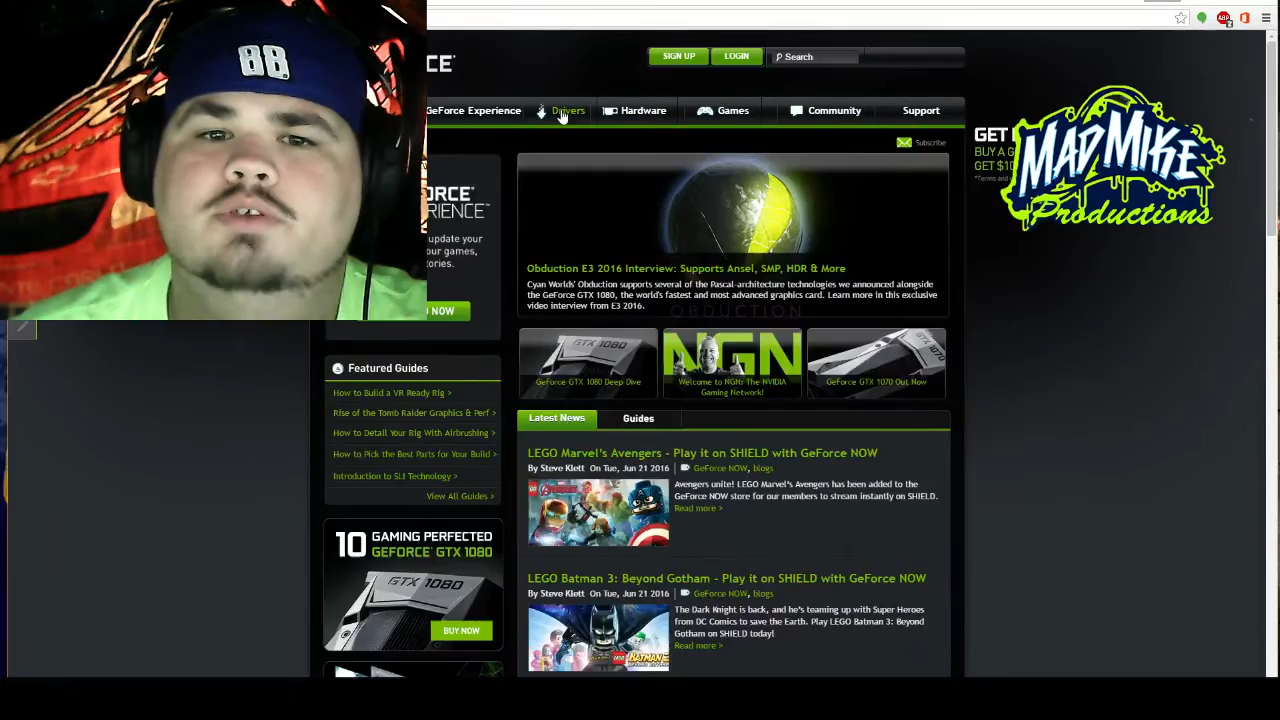 88
CE
SIGN UP
LOGIN
Search
GeForce Experience
Drivers
Hardware
Games
Community
Support
Subscribe
GET
BUY A G
GET $10
*Terms and
MAD MIKE
Productions
ORCE
RIENCE™
update your
our games,
tories.
NOW
Obduction E3 2016 Interview: Supports Ansel, SMP, HDR & More
Cyan Worlds' Obduction supports several of the Pascal-architecture technologies we announced alongside
the GeForce GTX 1080, the world's fastest and most advanced graphics card. Learn more in this exclusive
video interview from E3 2016.
OBDUCTION
GTX 1080
GeForce GTX 1080 Deep Dive
NGN
Welcome to NGN: The NVIDIA
Gaming Network!
GTX 1070
GeForce GTX 1070 Out Now
Featured Guides
How to Build a VR Ready Rig >
Rise of the Tomb Raider Graphics & Perf >
How to Detail Your Rig With Airbrushing >
How to Pick the Best Parts for Your Build >
Introduction to SLI Technology >
View All Guides >
10 GAMING PERFECTED
GEFORCE® GTX 1080
GTX 1080
BUY NOW
Latest News
Guides
LEGO Marvel's Avengers - Play it on SHIELD with GeForce NOW
By Steve Klett On Tue, Jun 21 2016 | GeForce NOW, blogs
Avengers unite! LEGO Marvel's Avengers has been added to the
GeForce NOW store for our members to stream instantly on SHIELD.
Read more >
LEGO Batman 3: Beyond Gotham - Play it on SHIELD with GeForce NOW
By Steve Klett On Tue, Jun 21 2016 | GeForce NOW, blogs
The Dark Knight is back, and he's teaming up with Super Heroes
from DC Comics to save the Earth. Play LEGO Batman 3: Beyond
Gotham on SHIELD today!
Read more >